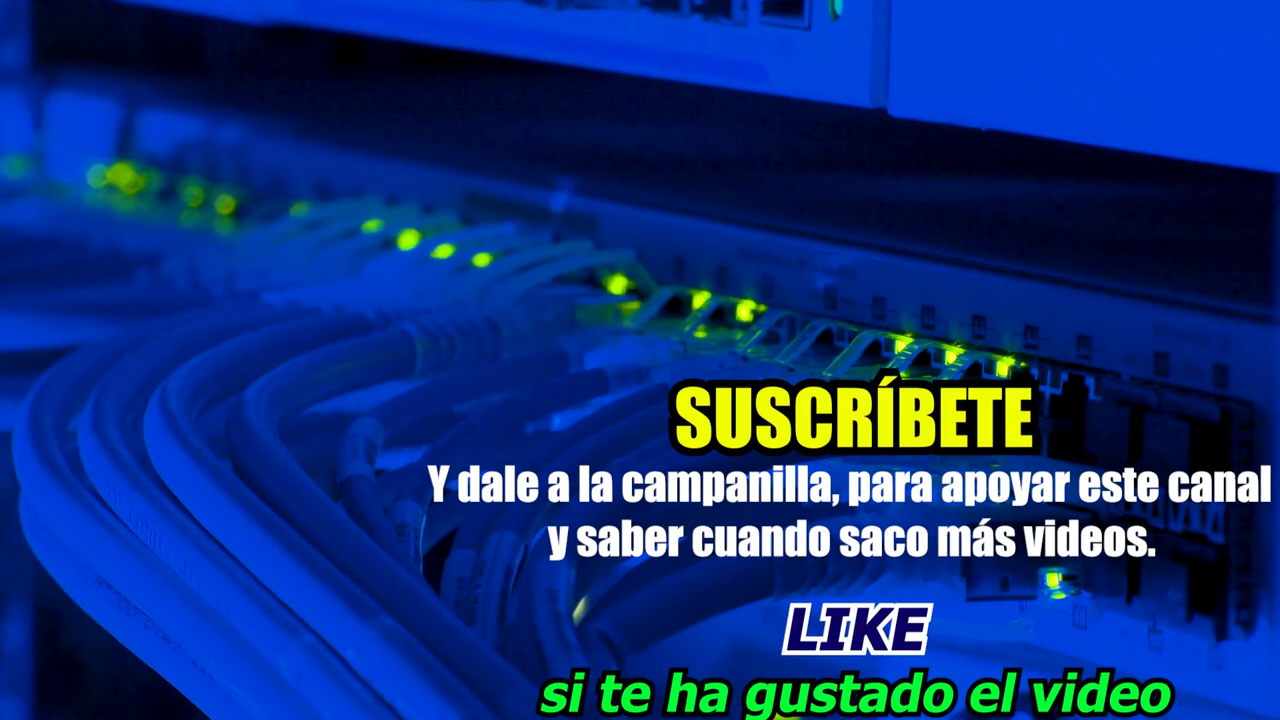 SUSCRÍBETE
Y dale a la campanilla, para apoyar este canal
y saber cuando saco más videos.
LIKE
si te ha gustado el video